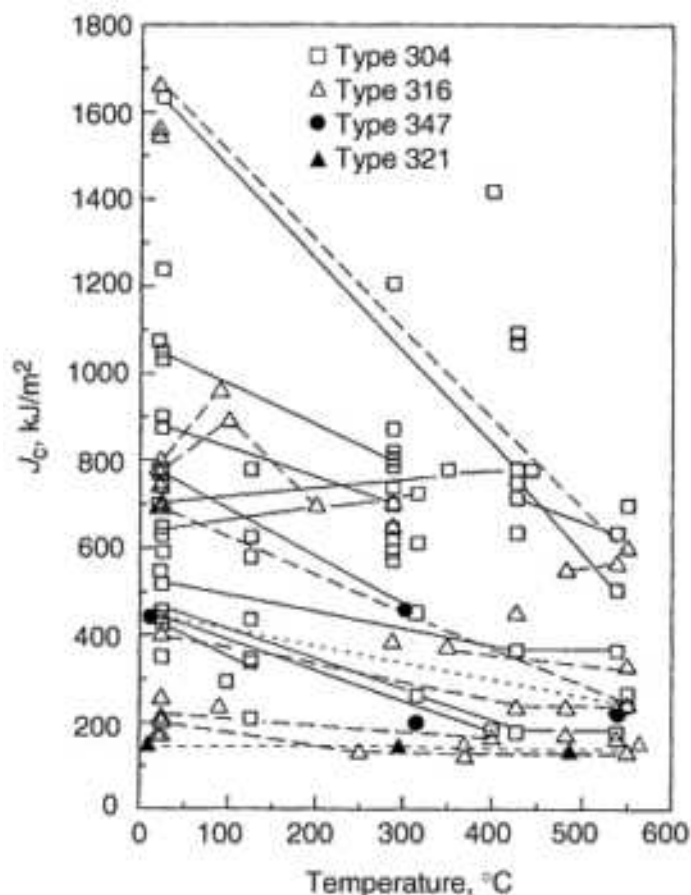 1800
1600
1400
1200
1000
800
600
400
200
0
J_c, kJ/m²
□ Type 304
△ Type 316
● Type 347
▲ Type 321
0 100 200 300 400 500 600
Temperature, °C